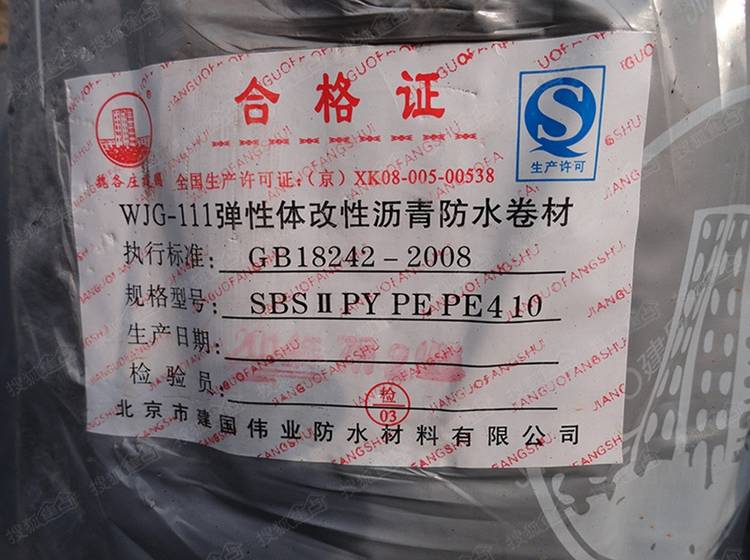 合格证
生产许可
全国生产许可证:(京) XK08-005-00538
WJG-111弹性体改性沥青防水卷材
执行标准: GB18242-2008
规格型号: SBS Ⅱ PY PE PE 4 10
生产日期:
检验员:
检
03
北京市建国伟业防水材料有限公司
JIANGUOFANGSHUI